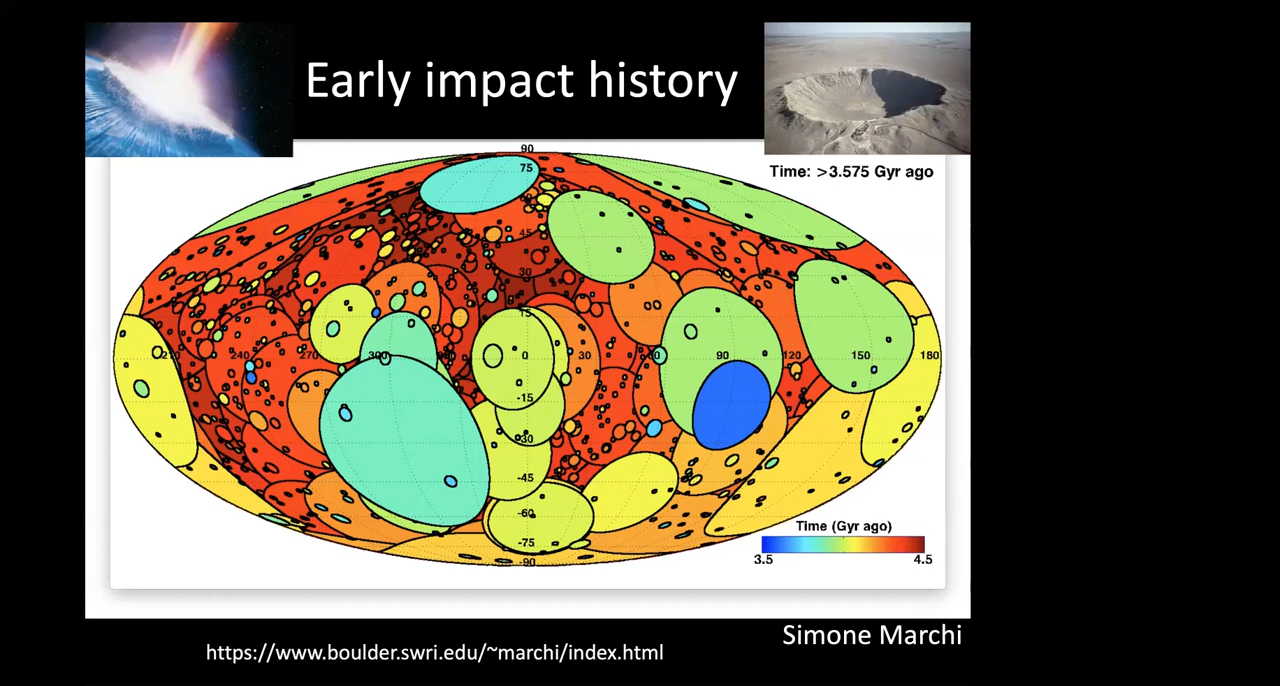 Early impact history
Time: >3.575 Gyr ago
90
75
45
30
15
210 240 270 300 0 30 90 120 150 180
-15
-30
-45
-60
-75
-90
Time (Gyr ago)
3.5 4.5
Simone Marchi
https://www.boulder.swri.edu/~marchi/index.html